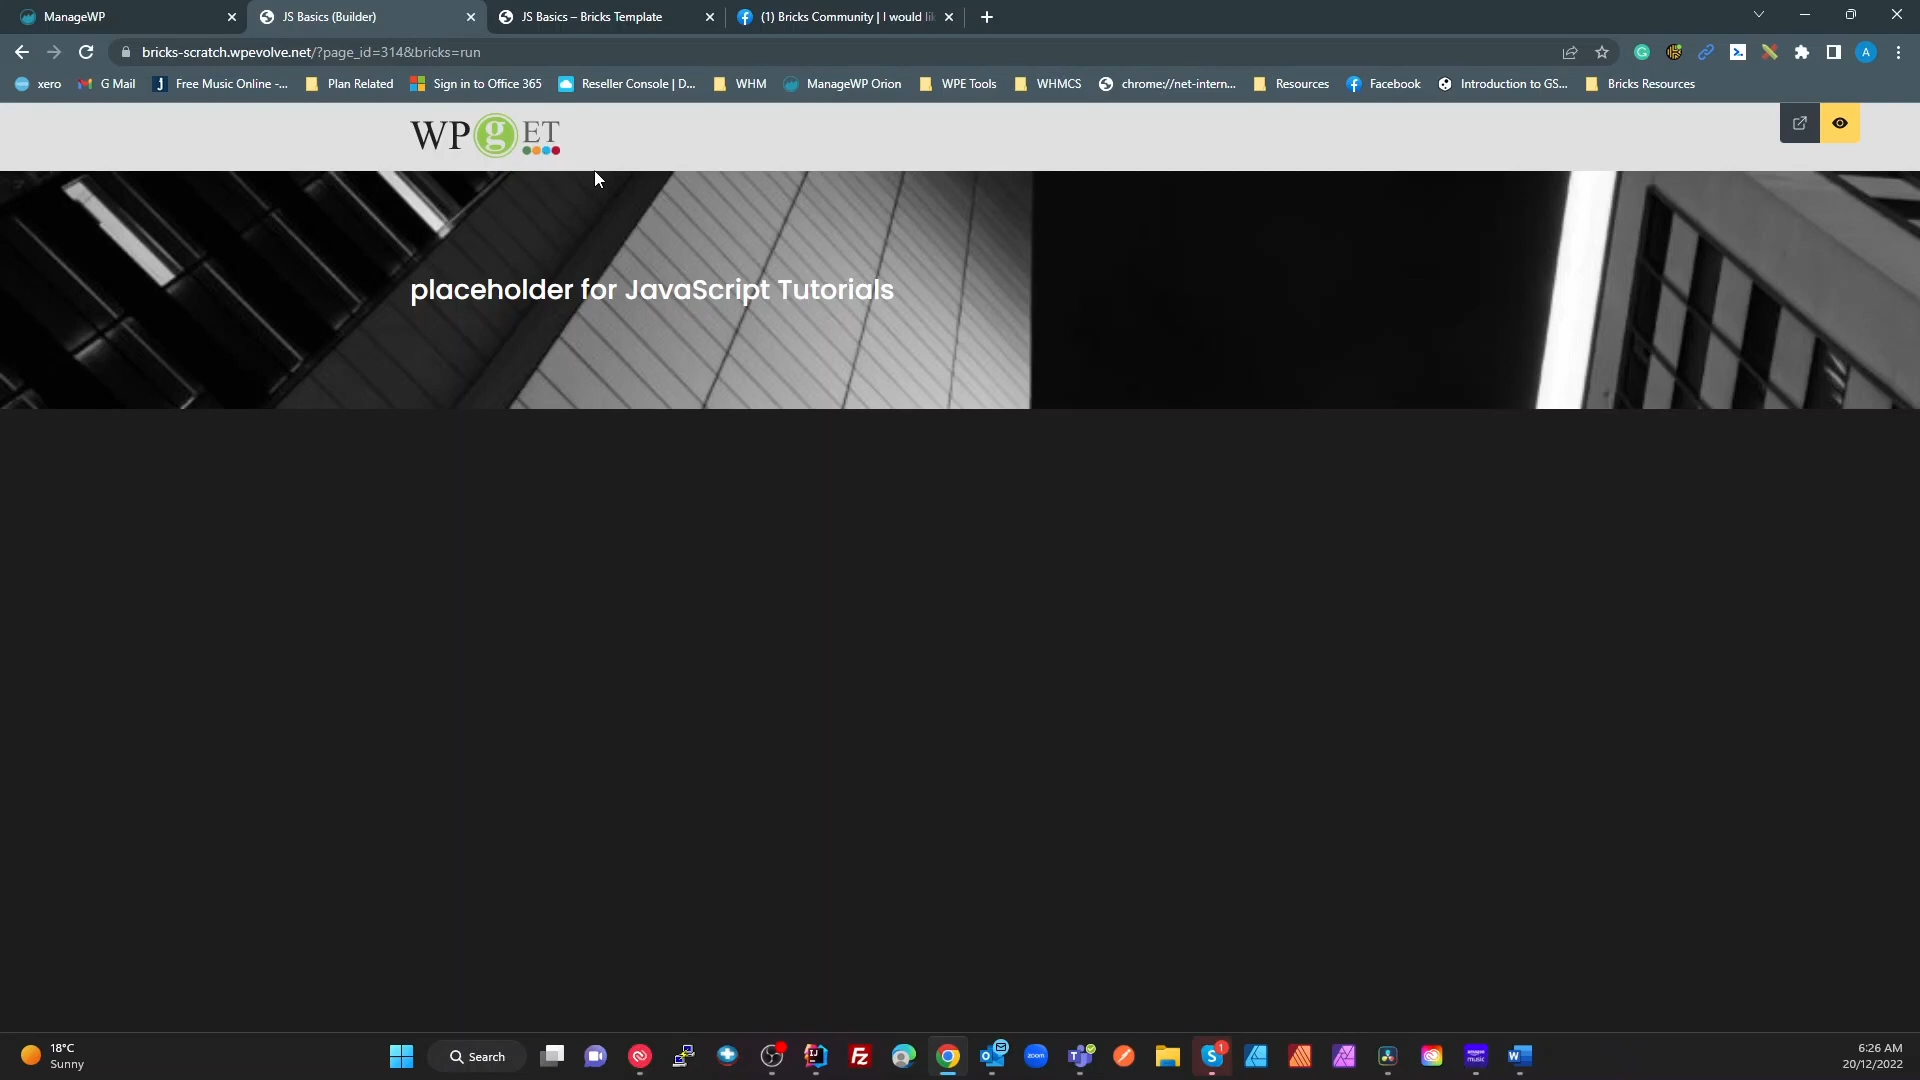 ManageWP
JS Basics (Builder)
JS Basics – Bricks Template
(1) Bricks Community | I would li
bricks-scratch.wpevolve.net/?page_id=314&bricks=run
A
xero
G Mail
Free Music Online -...
Plan Related
Sign in to Office 365
Reseller Console | D...
WHM
ManageWP Orion
WPE Tools
WHMCS
chrome://net-intern...
Resources
Facebook
Introduction to GS...
Bricks Resources
WP gET
placeholder for JavaScript Tutorials
18°C
Sunny
Search
zoom
6:26 AM
20/12/2022